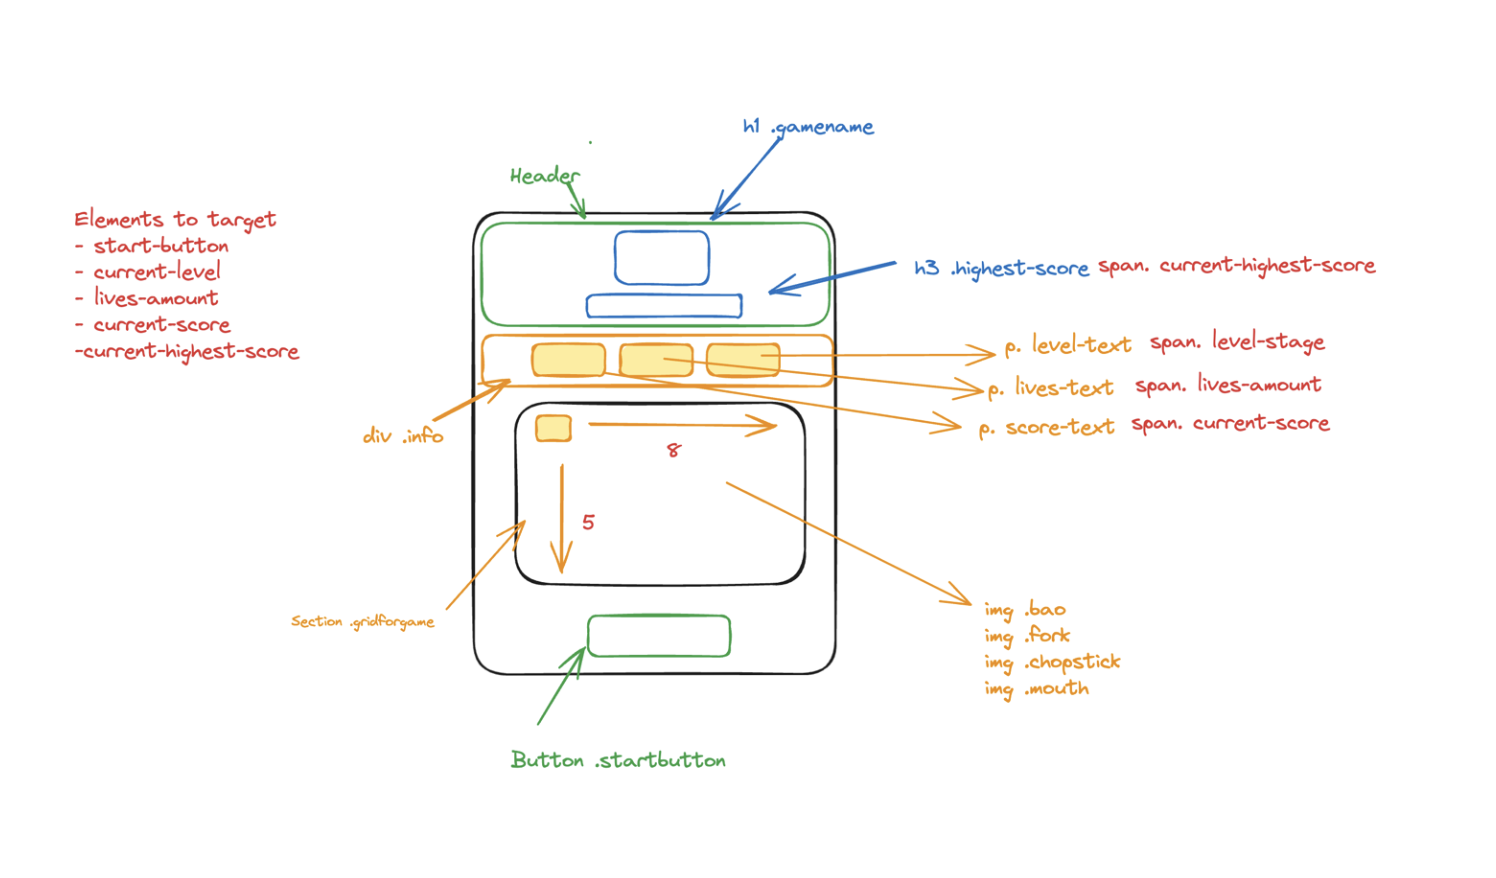 h1 .gamename
Header
Elements to target
- start-button
- current-level
- lives-amount
- current-score
-current-highest-score
h3 .highest-score span. current-highest-score
p. level-text span. level-stage
p. lives-text span. lives-amount
p. score-text span. current-score
div .info
8
5
Section .gridforgame
img .bao
img .fork
img .chopstick
img .mouth
Button .startbutton